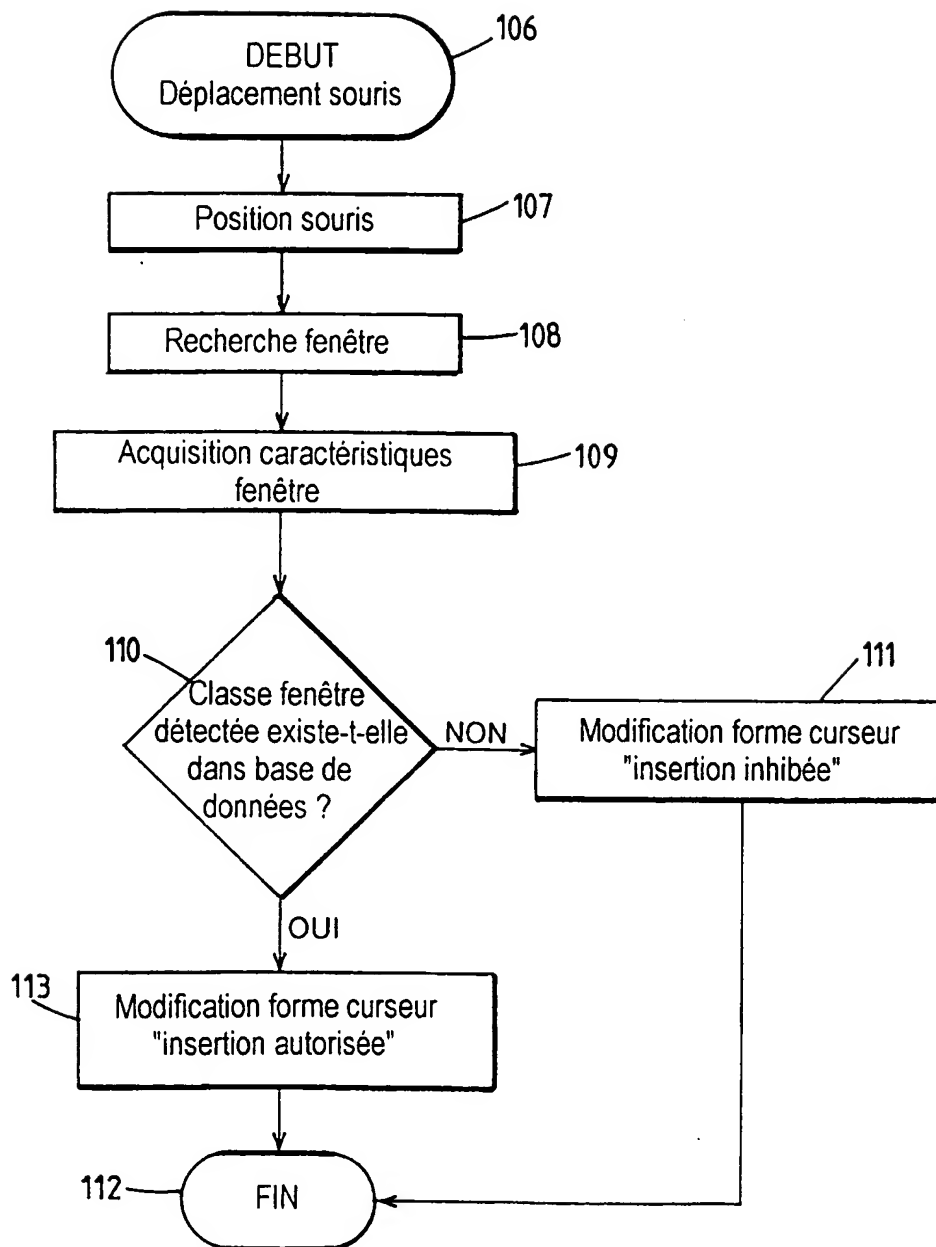 106
DÉBUT
Déplacement souris
107
Position souris
108
Recherche fenêtre
109
Acquisition caractéristiques
fenêtre
110
Classe fenêtre
détectée existe-t-elle
dans base de
données ?
NON
111
Modification forme curseur
"insertion inhibée"
OUI
113
Modification forme curseur
"insertion autorisée"
112
FIN